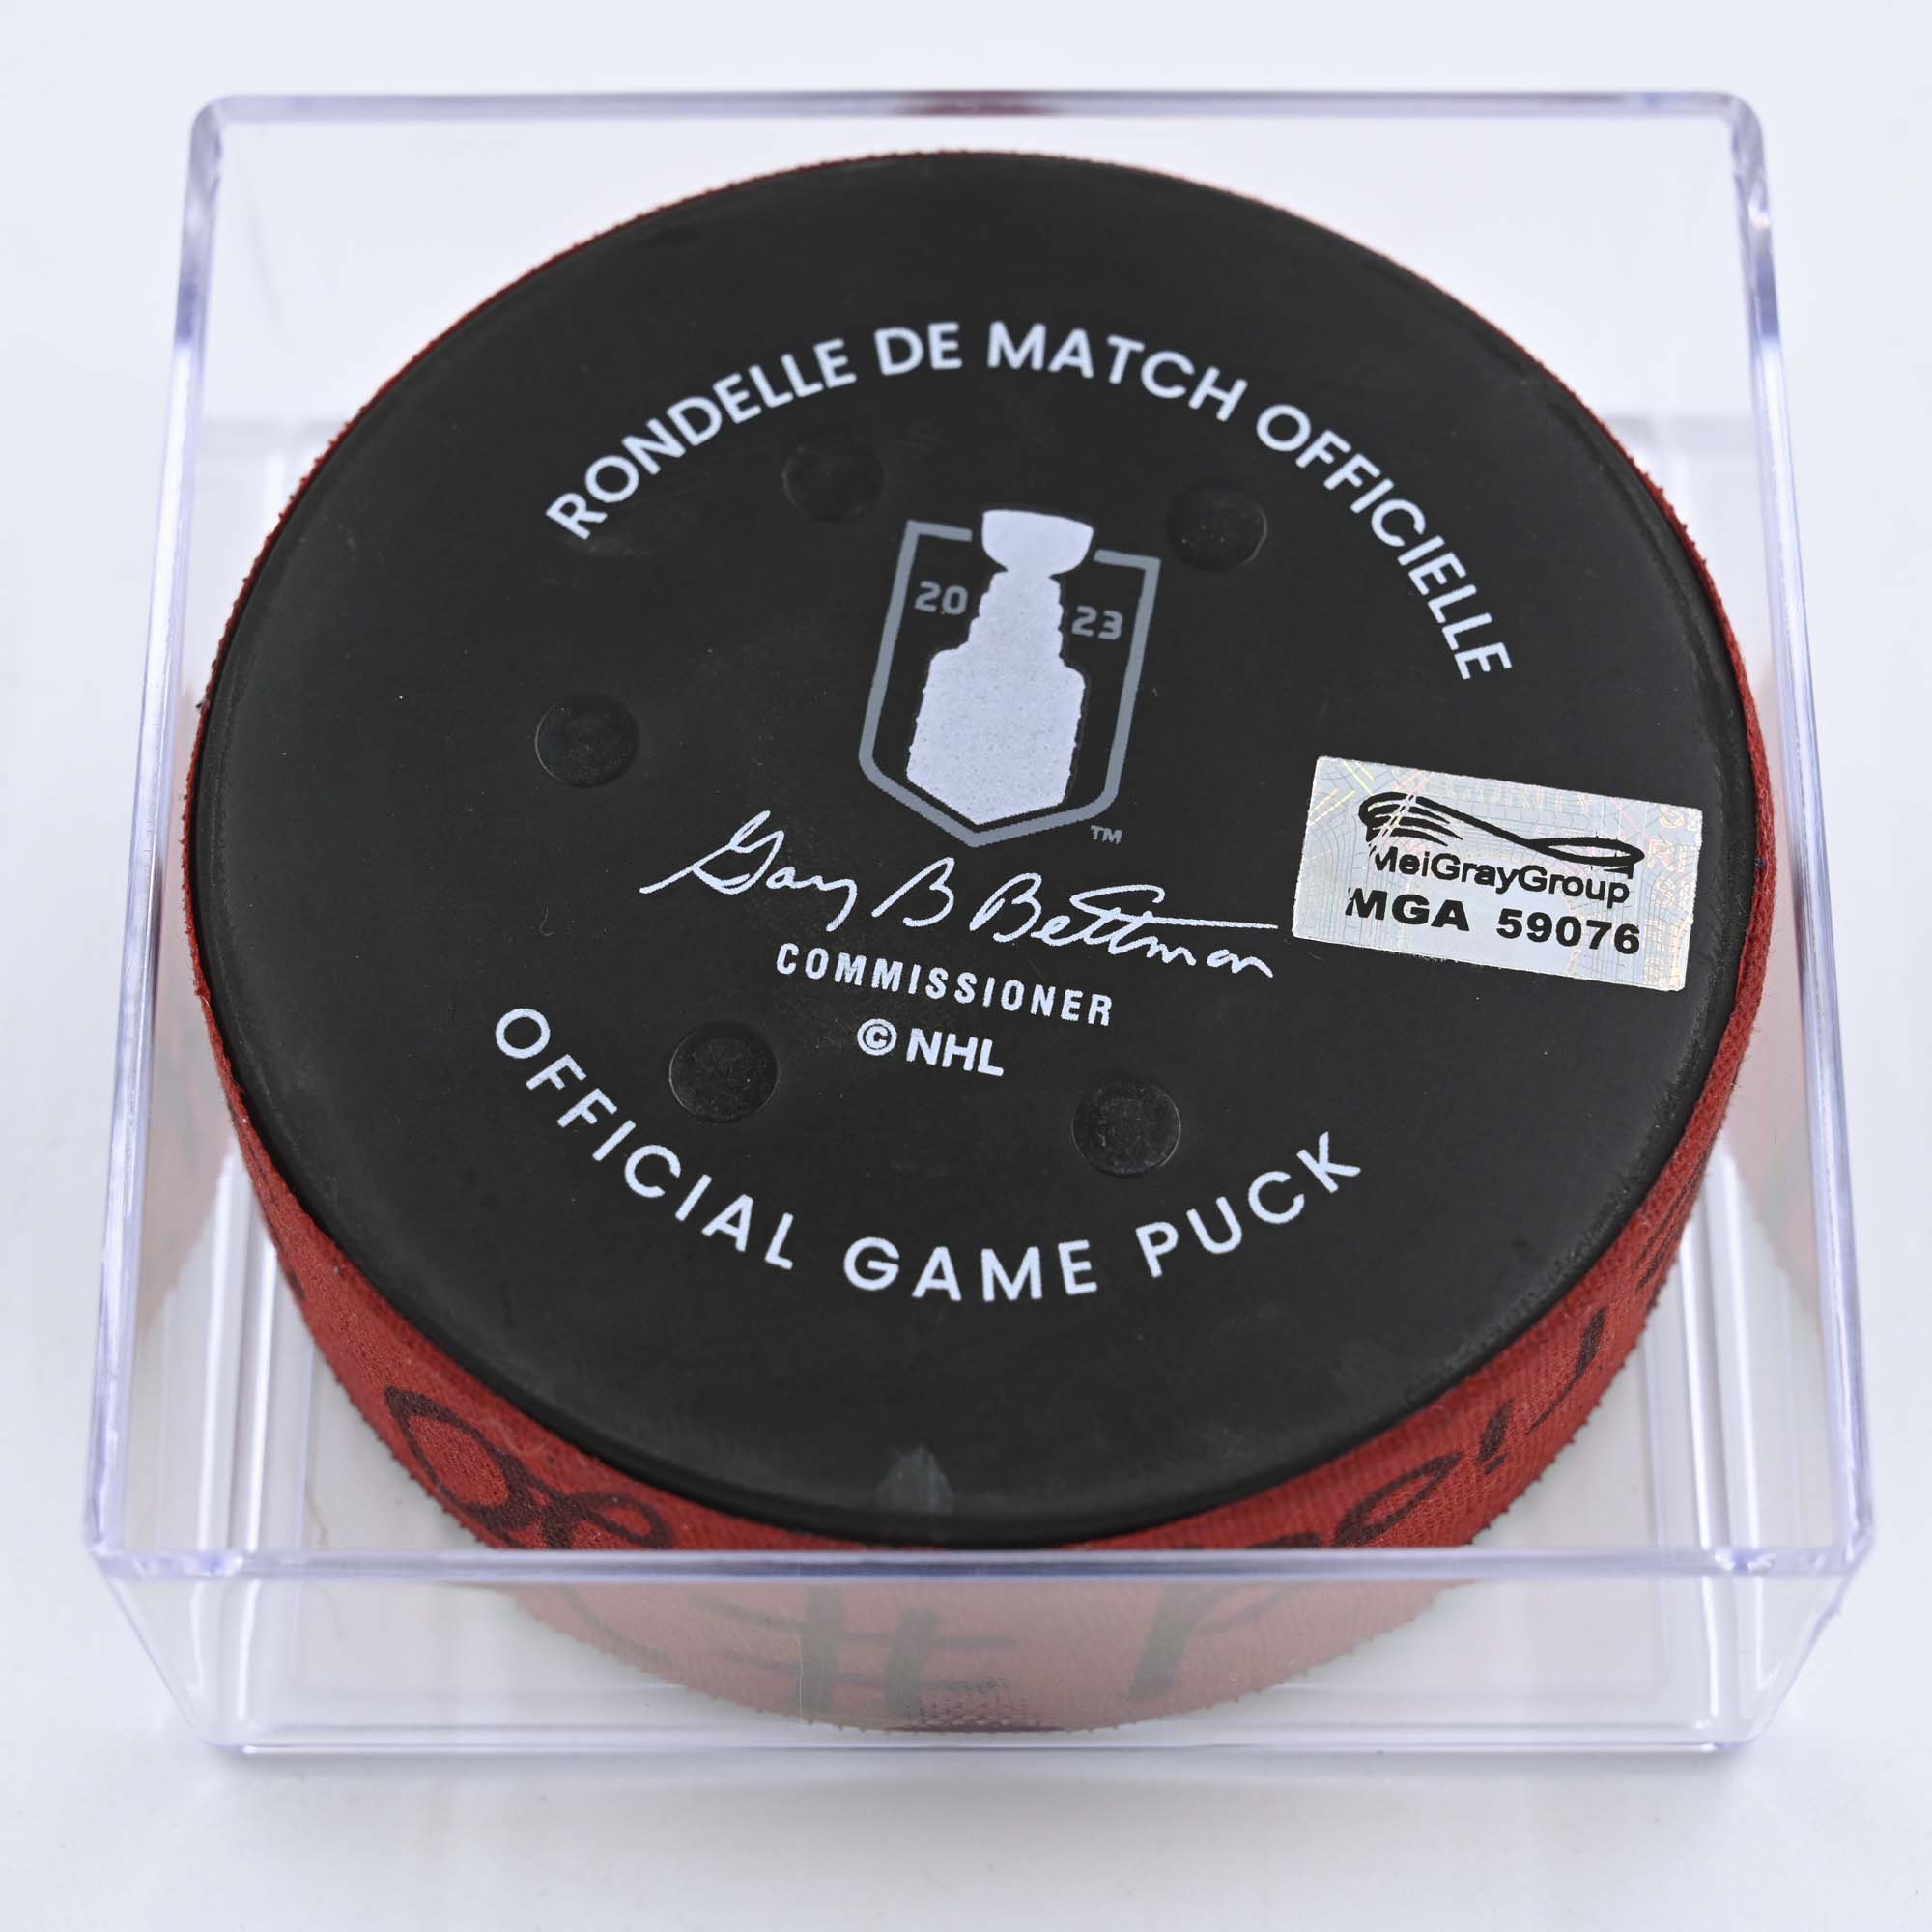 RONDELLE DE MATCH OFFICIELLE
20 23
TM
Gary B Bettman
COMMISSIONER
© NHL
OFFICIAL GAME PUCK
MeiGrayGroup
MGA 59076